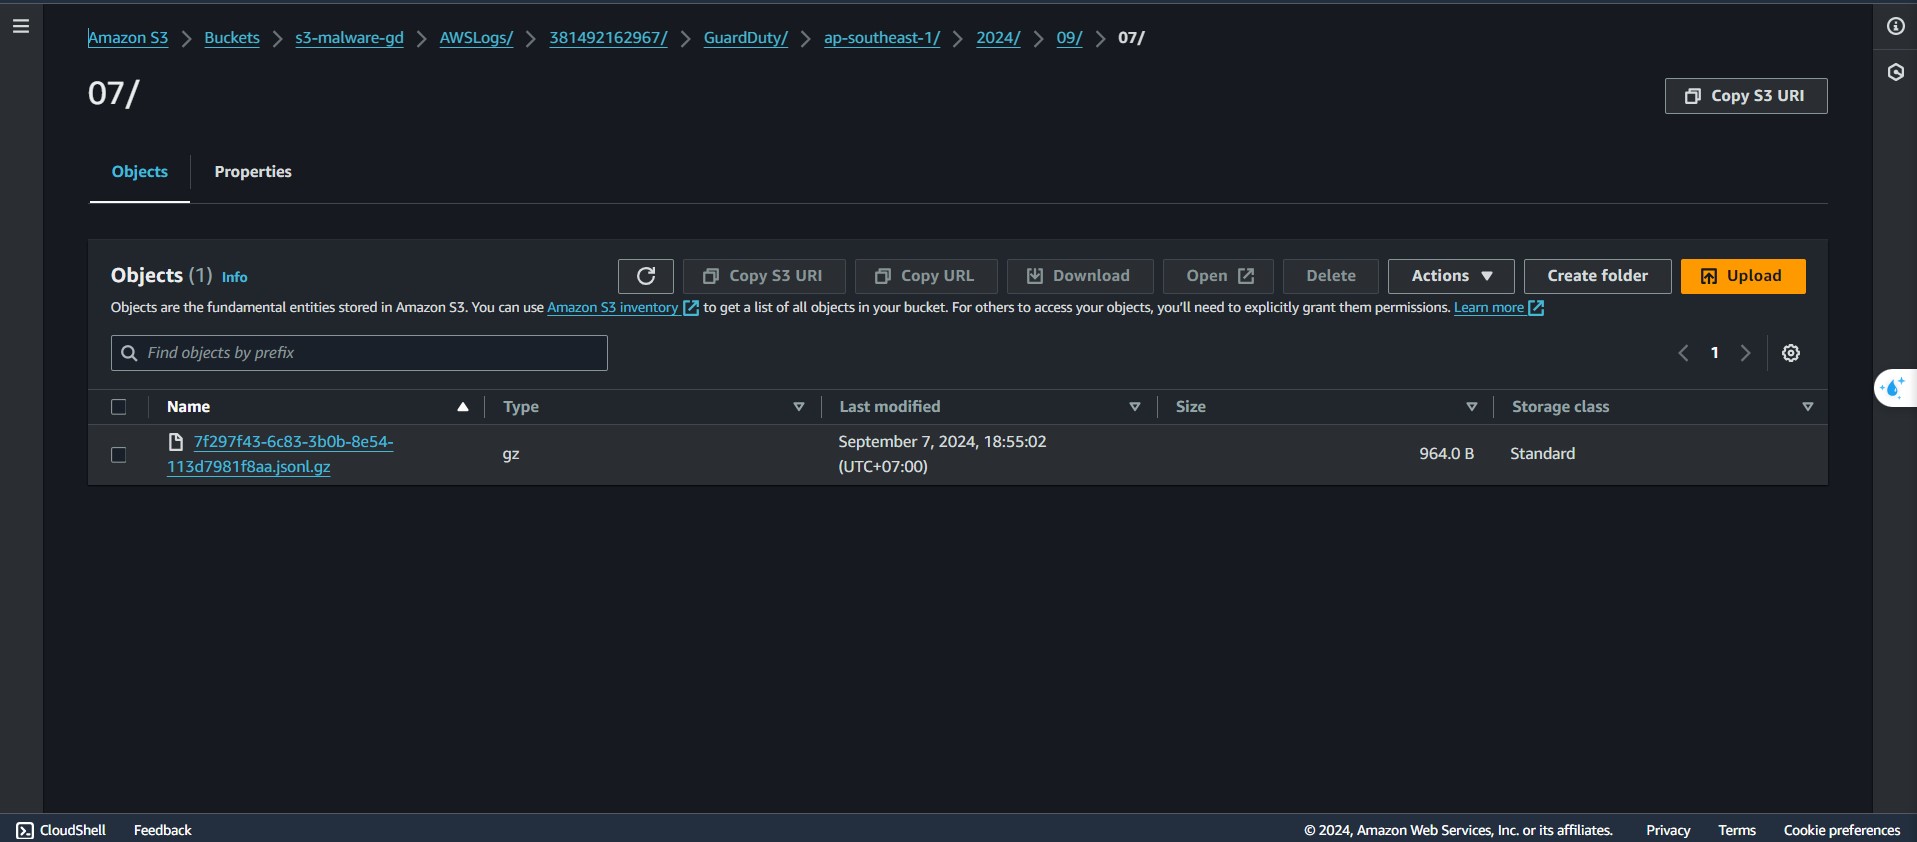 Amazon S3 Buckets s3-malware-gd AWSLogs/ 381492162967/ GuardDuty/ ap-southeast-1/ 2024/ 09/ 07/
07/
Copy S3 URI
Objects Properties
Objects (1) Info
Copy S3 URI Copy URL Download Open Delete Actions Create folder Upload
Objects are the fundamental entities stored in Amazon S3. You can use Amazon S3 inventory to get a list of all objects in your bucket. For others to access your objects, you'll need to explicitly grant them permissions. Learn more
Find objects by prefix
1
Name Type Last modified Size Storage class
7f297f43-6c83-3b0b-8e54-
113d7981f8aa.jsonl.gz
gz
September 7, 2024, 18:55:02
(UTC+07:00)
964.0 B
Standard
CloudShell Feedback © 2024, Amazon Web Services, Inc. or its affiliates. Privacy Terms Cookie preferences